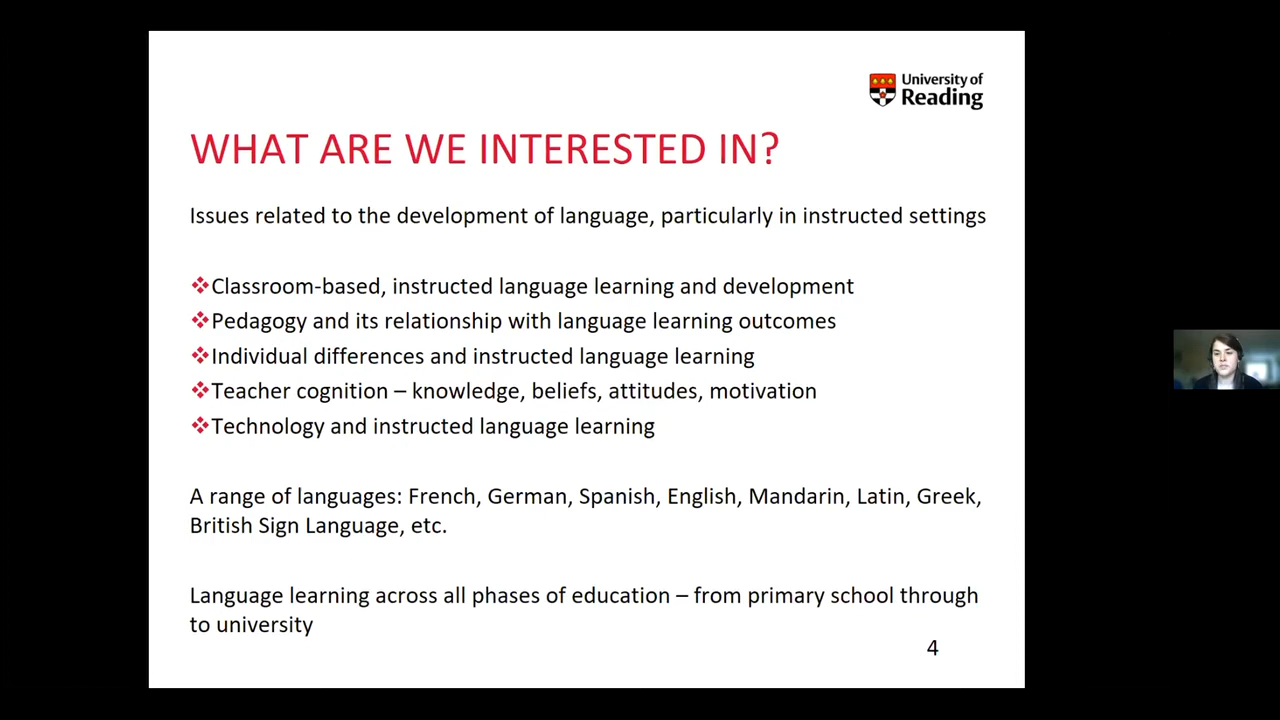 University of
Reading
WHAT ARE WE INTERESTED IN?
Issues related to the development of language, particularly in instructed settings
❖Classroom-based, instructed language learning and development
❖Pedagogy and its relationship with language learning outcomes
❖Individual differences and instructed language learning
❖Teacher cognition – knowledge, beliefs, attitudes, motivation
❖Technology and instructed language learning
A range of languages: French, German, Spanish, English, Mandarin, Latin, Greek,
British Sign Language, etc.
Language learning across all phases of education – from primary school through
to university
4